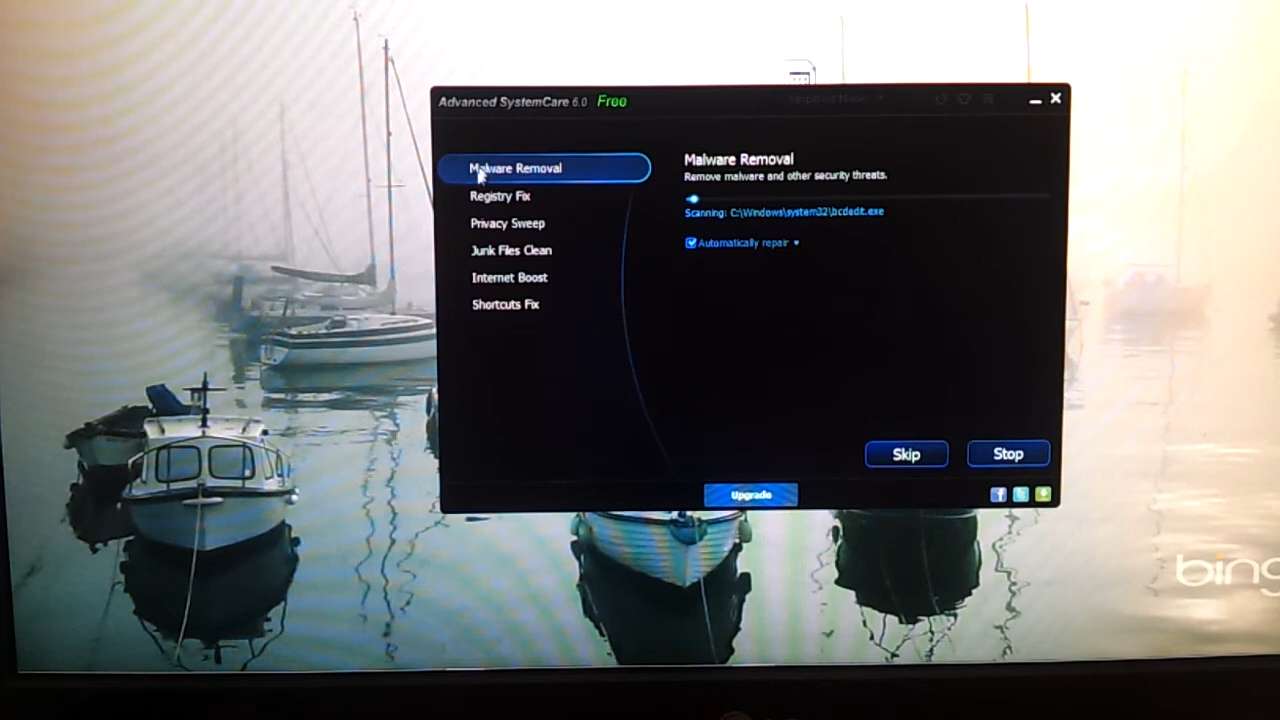 Advanced SystemCare 6.0 Free
Malware Removal
Registry Fix
Privacy Sweep
Junk Files Clean
Internet Boost
Shortcuts Fix
Malware Removal
Remove malware and other security threats.
Scanning: C:\Windows\system32\bcdedit.exe
Automatically repair
Skip
Stop
Upgrade
bing